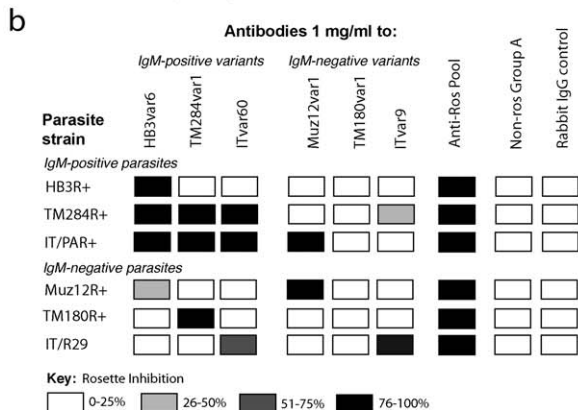 b
Antibodies 1 mg/ml to:
IgM-positive variants IgM-negative variants
Parasite strain HB3var6 TM284var1 ITvar60 Muz12var1 TM180var1 ITvar9 Anti-Ros Pool Non-ros Group A Rabbit IgG control
IgM-positive parasites
HB3R+
TM284R+
IT/PAR+
IgM-negative parasites
Muz12R+
TM180R+
IT/R29
Key: Rosette Inhibition
0-25% 26-50% 51-75% 76-100%